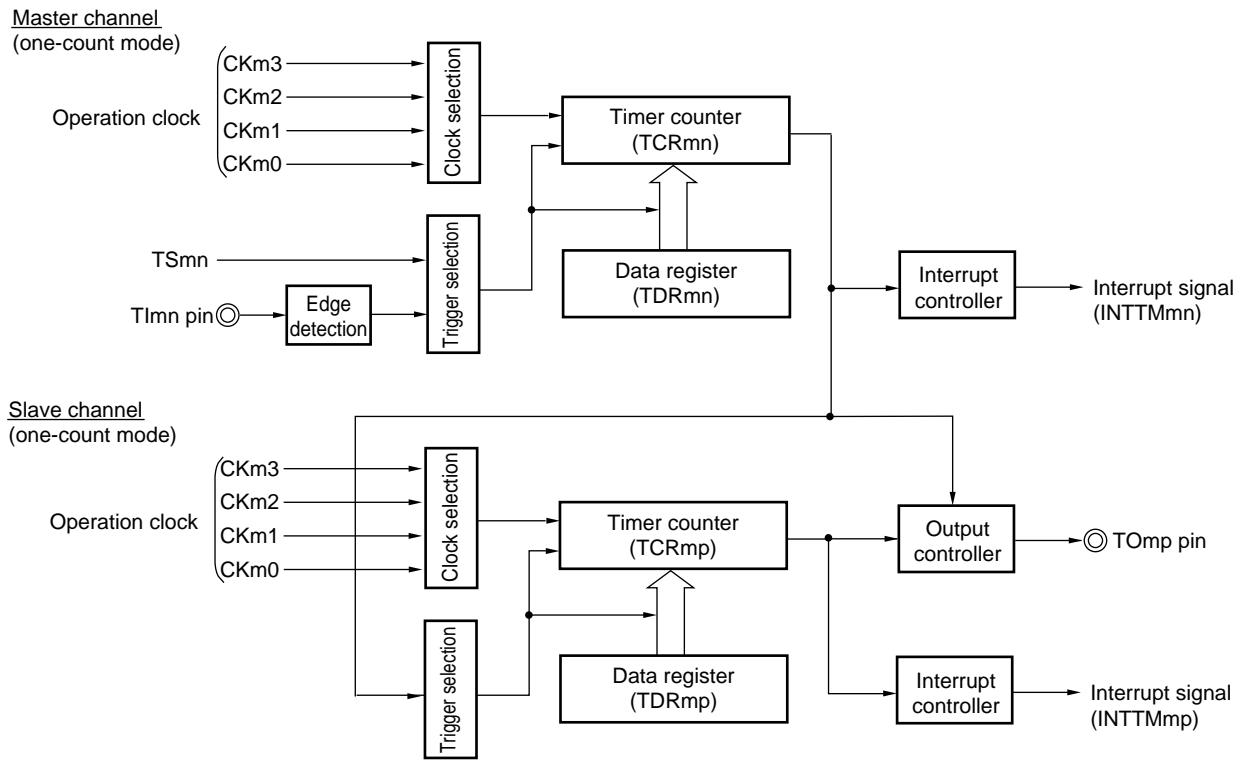 Master channel
(one-count mode)
Operation clock
CKm3
CKm2
CKm1
CKm0
Clock selection
Timer counter
(TCRmn)
TSmn
TImn pin
Edge
detection
Trigger selection
Data register
(TDRmn)
Interrupt
controller
Interrupt signal
(INTTMmn)
Slave channel
(one-count mode)
Operation clock
CKm3
CKm2
CKm1
CKm0
Clock selection
Timer counter
(TCRmp)
Output
controller
TOmp pin
Trigger selection
Data register
(TDRmp)
Interrupt
controller
Interrupt signal
(INTTMmp)